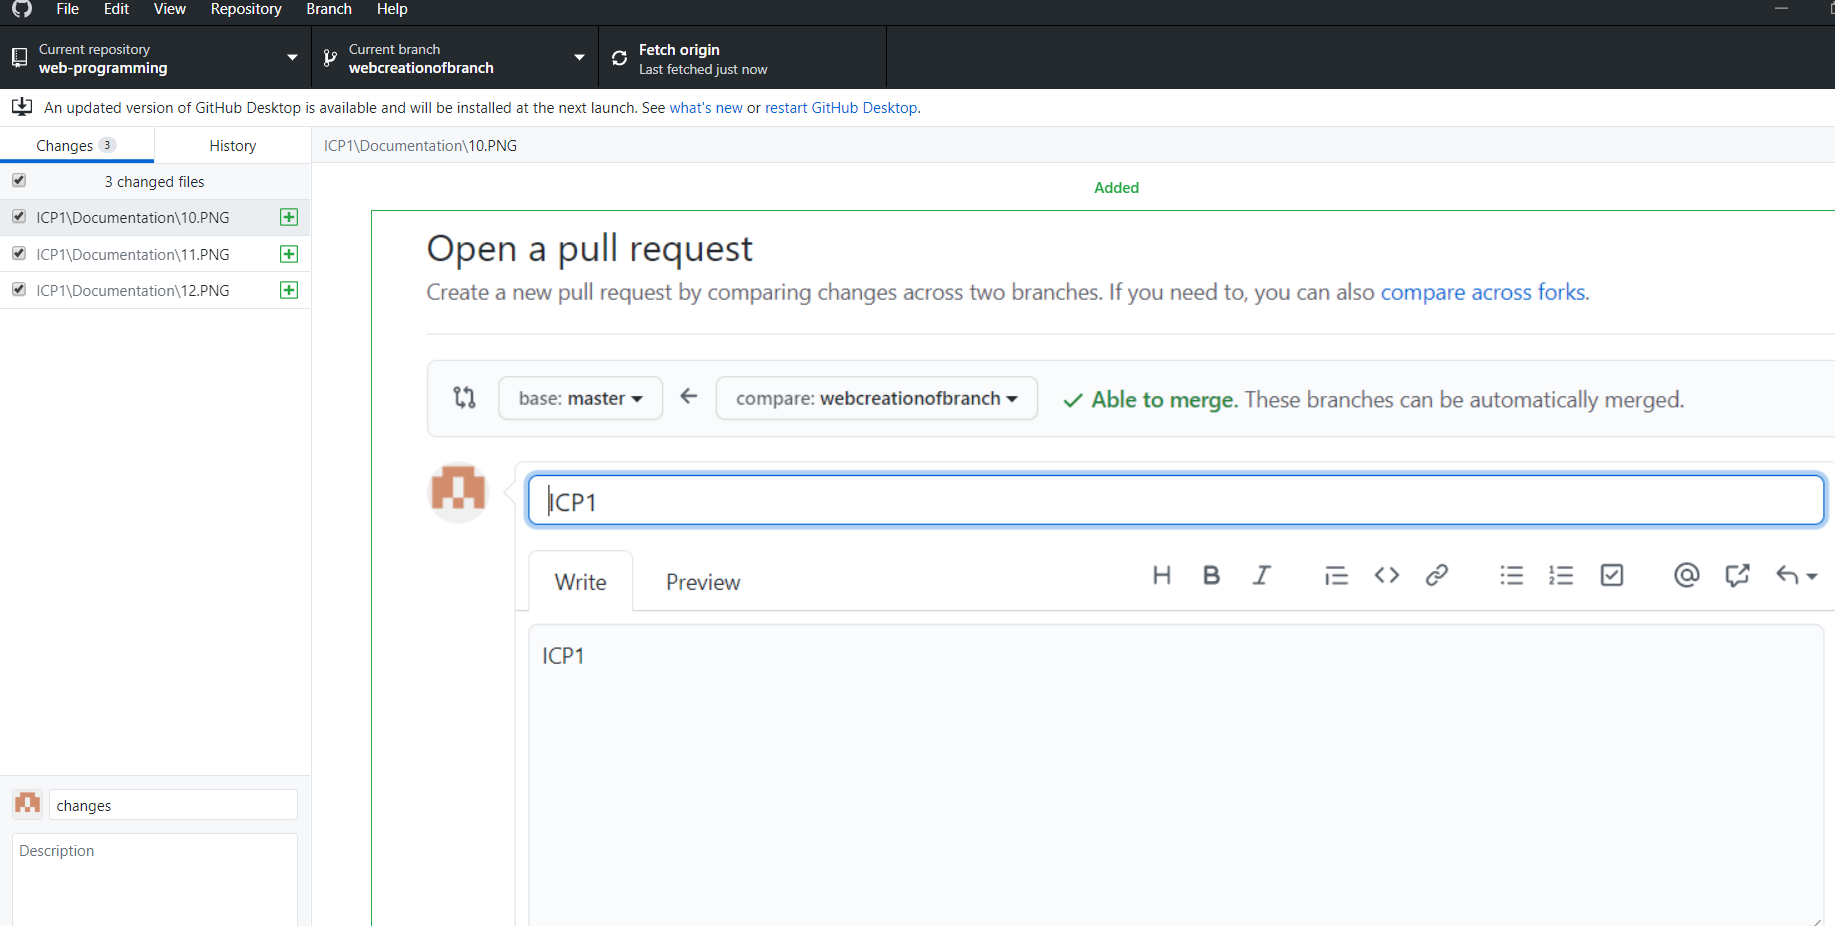 File Edit View Repository Branch Help
Current repository
web-programming
Current branch
webcreationofbranch
Fetch origin
Last fetched just now
An updated version of GitHub Desktop is available and will be installed at the next launch. See what's new or restart GitHub Desktop.
Changes 3 History
ICP1\Documentation\10.PNG
3 changed files
ICP1\Documentation\10.PNG
ICP1\Documentation\11.PNG
ICP1\Documentation\12.PNG
changes
Description
Added
Open a pull request
Create a new pull request by comparing changes across two branches. If you need to, you can also compare across forks.
base: master compare: webcreationofbranch Able to merge. These branches can be automatically merged.
ICP1
Write Preview
ICP1